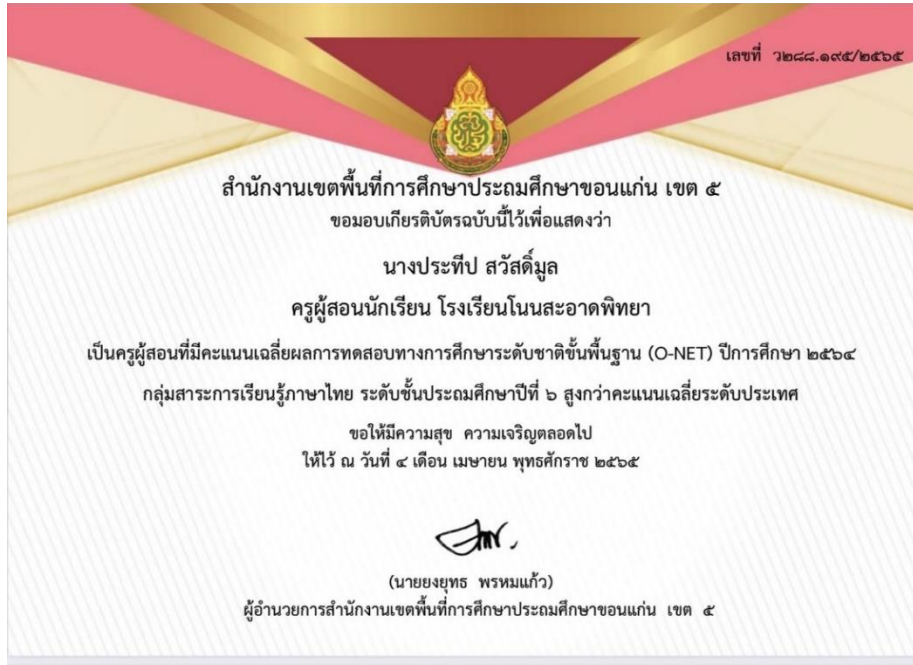 เลขที่ ว๒๘๘.๑๙๕/๒๕๖๕
สำนักงานเขตพื้นที่การศึกษาประถมศึกษาขอนแก่น เขต ๕
ขอมอบเกียรติบัตรฉบับนี้ไว้เพื่อแสดงว่า
นางประทีป สวัสดิ์มูล
ครูผู้สอนนักเรียน โรงเรียนโนนสะอาดพิทยา
เป็นครูผู้สอนที่มีคะแนนเฉลี่ยผลการทดสอบทางการศึกษาระดับชาติขั้นพื้นฐาน (O-NET) ปีการศึกษา ๒๕๖๔
กลุ่มสาระการเรียนรู้ภาษาไทย ระดับชั้นประถมศึกษาปีที่ ๖ สูงกว่าคะแนนเฉลี่ยระดับประเทศ
ขอให้มีความสุข ความเจริญตลอดไป
ให้ไว้ ณ วันที่ ๔ เดือน เมษายน พุทธศักราช ๒๕๖๕
(นายยงยุทธ พรหมแก้ว)
ผู้อำนวยการสำนักงานเขตพื้นที่การศึกษาประถมศึกษาขอนแก่น เขต ๕